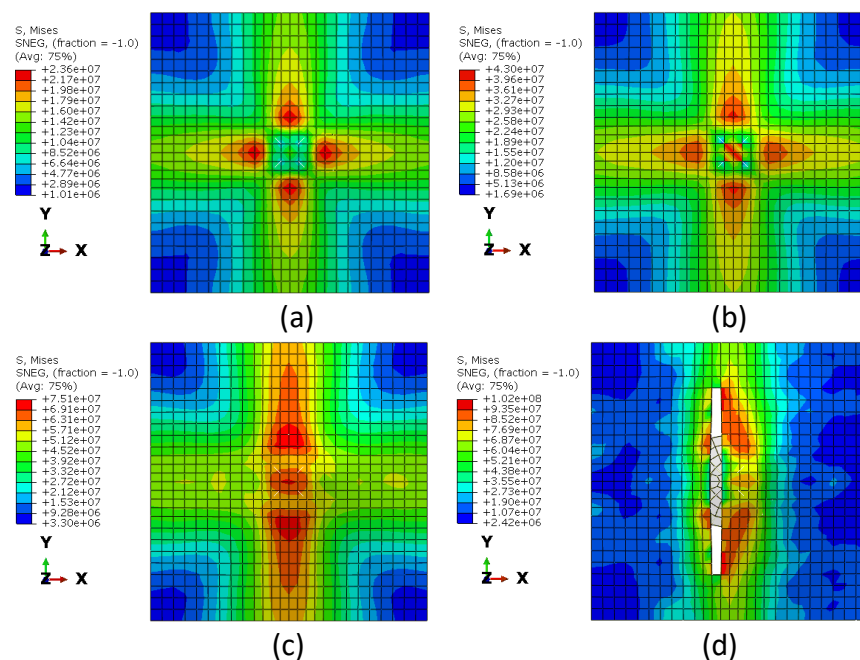 S, Mises
SNEG, (fraction = -1.0)
(Avg: 75%)
+2.36e+07
+2.17e+07
+1.98e+07
+1.79e+07
+1.60e+07
+1.42e+07
+1.23e+07
+1.04e+07
+8.52e+06
+6.64e+06
+4.77e+06
+2.89e+06
+1.01e+06
Y
Z X
(a)
S, Mises
SNEG, (fraction = -1.0)
(Avg: 75%)
+4.30e+07
+3.96e+07
+3.61e+07
+3.27e+07
+2.93e+07
+2.58e+07
+2.24e+07
+1.89e+07
+1.55e+07
+1.20e+07
+8.58e+06
+5.13e+06
+1.69e+06
Y
Z X
(b)
S, Mises
SNEG, (fraction = -1.0)
(Avg: 75%)
+7.51e+07
+6.91e+07
+6.31e+07
+5.71e+07
+5.12e+07
+4.52e+07
+3.92e+07
+3.32e+07
+2.72e+07
+2.12e+07
+1.53e+07
+9.28e+06
+3.30e+06
Y
Z X
(c)
S, Mises
SNEG, (fraction = -1.0)
(Avg: 75%)
+1.02e+08
+9.35e+07
+8.52e+07
+7.69e+07
+6.87e+07
+6.04e+07
+5.21e+07
+4.38e+07
+3.55e+07
+2.73e+07
+1.90e+07
+1.07e+07
+2.42e+06
Y
Z X
(d)